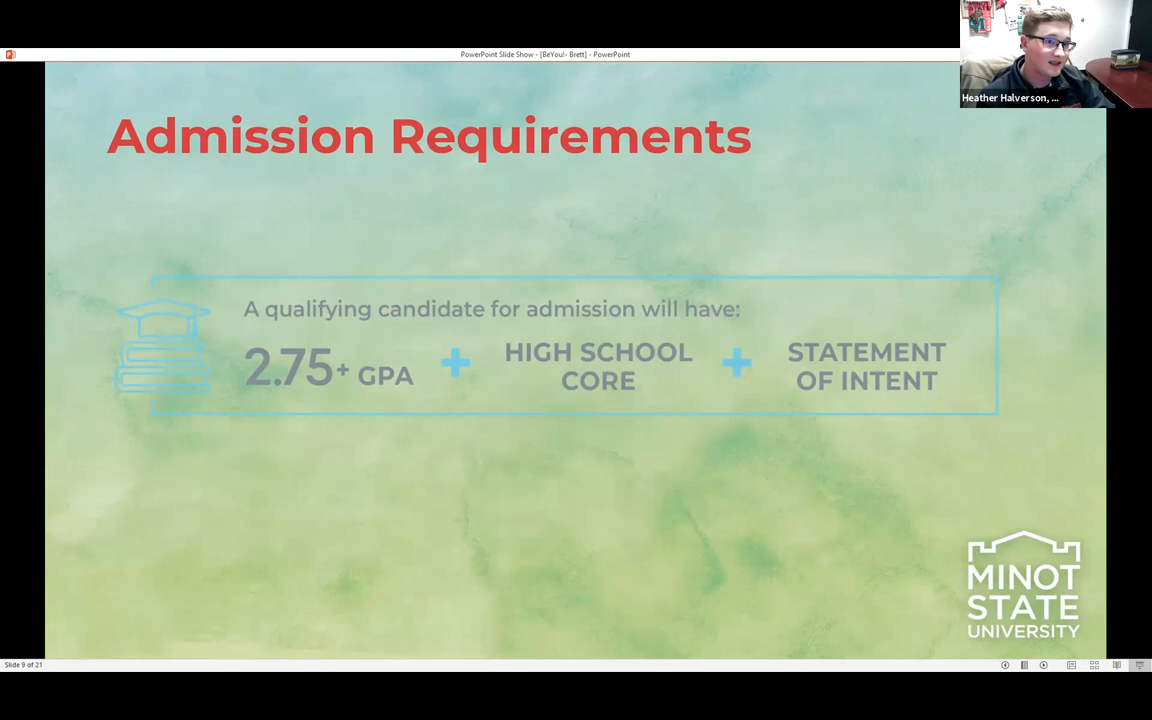 PowerPoint Slide Show - [BeYou!- Brett] - PowerPoint
Heather Halverson, ...
Admission Requirements
A qualifying candidate for admission will have:
2.75+ GPA + HIGH SCHOOL CORE + STATEMENT OF INTENT
MINOT
STATE
UNIVERSITY
Slide 9 of 21